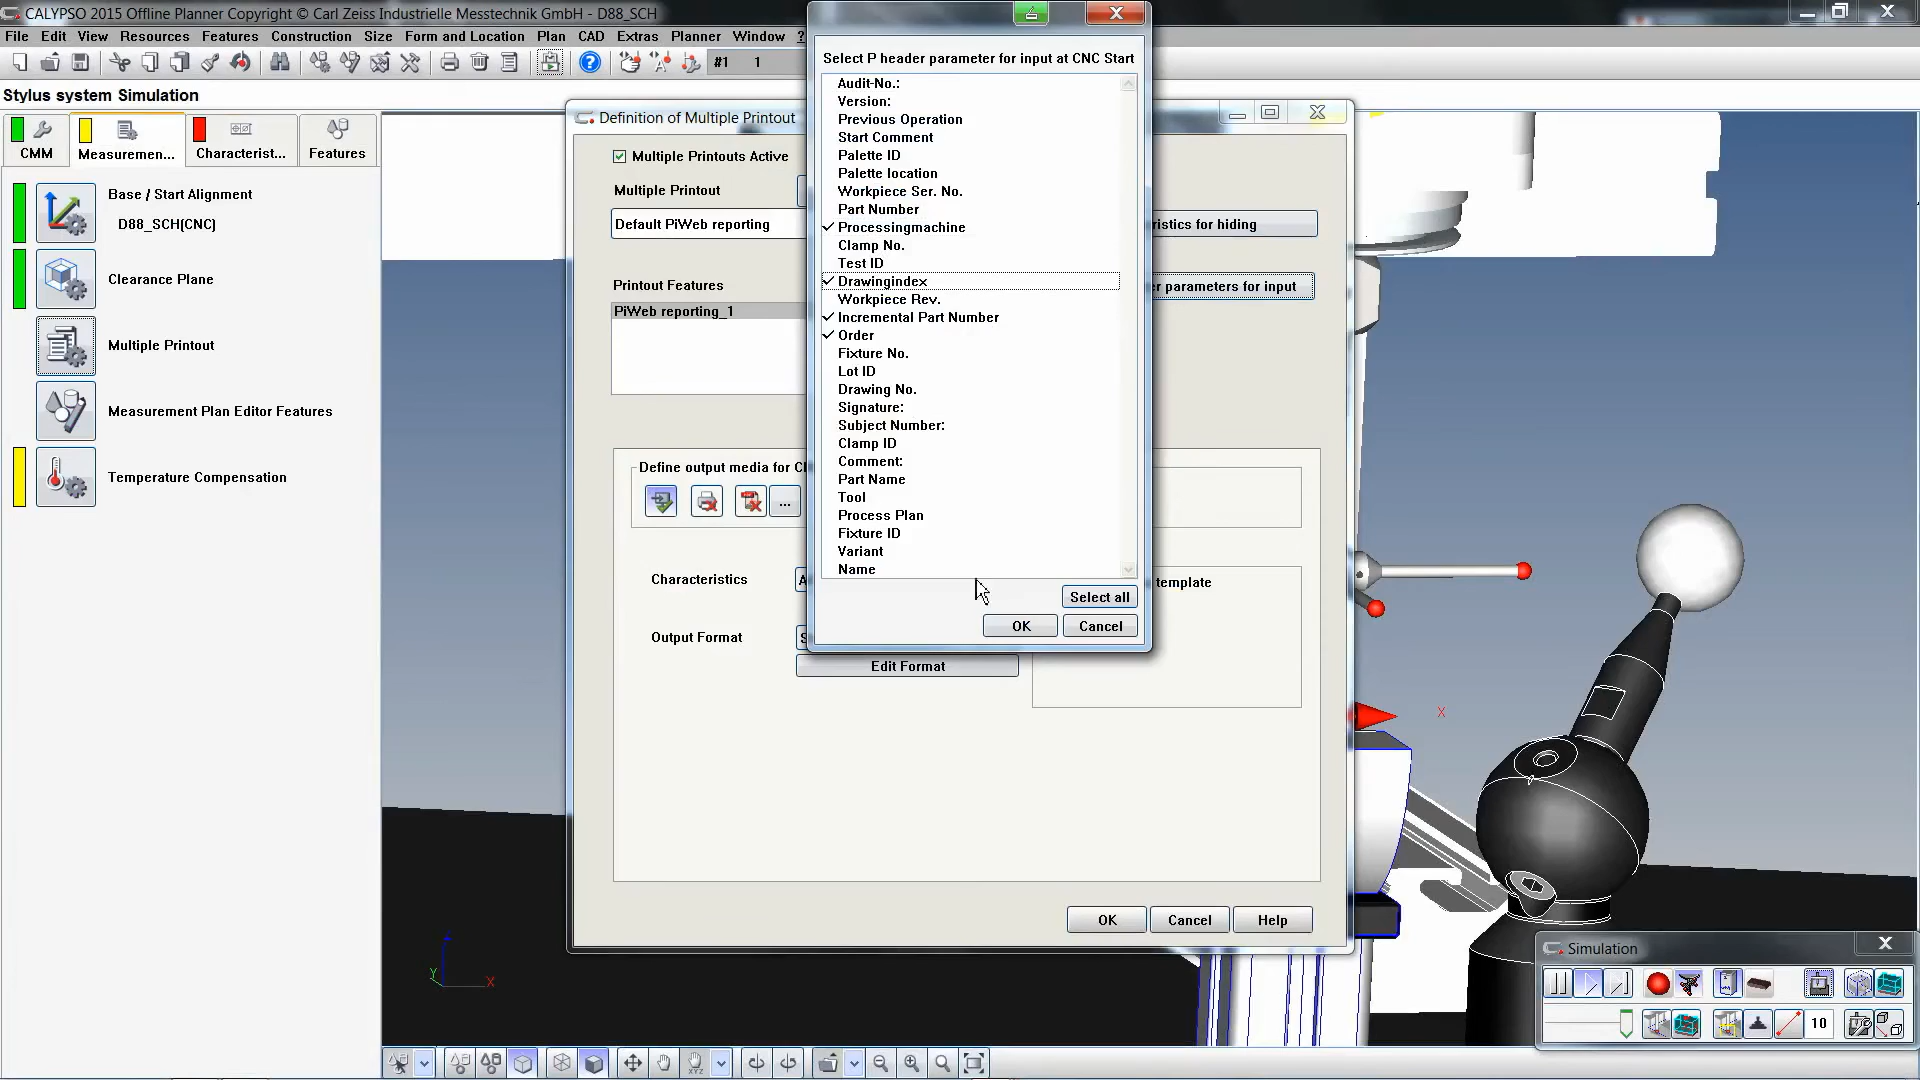 CALYPSO 2015 Offline Planner Copyright © Carl Zeiss Industrielle Messtechnik GmbH - D88_SCH
File Edit View Resources Features Construction Size Form and Location Plan CAD Extras Planner Window ?
#1 1
Stylus system Simulation
CMM
Measuremen...
Characterist...
Features
Base / Start Alignment
D88_SCH(CNC)
Clearance Plane
Multiple Printout
Measurement Plan Editor Features
Temperature Compensation
Definition of Multiple Printout
Multiple Printouts Active
Multiple Printout
Default PiWeb reporting
ristics for hiding
Printout Features
r parameters for input
PiWeb reporting_1
Define output media for C
...
Characteristics
A
template
Output Format
S
Edit Format
OK
Cancel
Help
Select P header parameter for input at CNC Start
Audit-No.:
Version:
Previous Operation
Start Comment
Palette ID
Palette location
Workpiece Ser. No.
Part Number
Processingmachine
Clamp No.
Test ID
Drawingindex
Workpiece Rev.
Incremental Part Number
Order
Fixture No.
Lot ID
Drawing No.
Signature:
Subject Number:
Clamp ID
Comment:
Part Name
Tool
Process Plan
Fixture ID
Variant
Name
Select all
OK
Cancel
X
Y
X
Simulation
10
XYZ